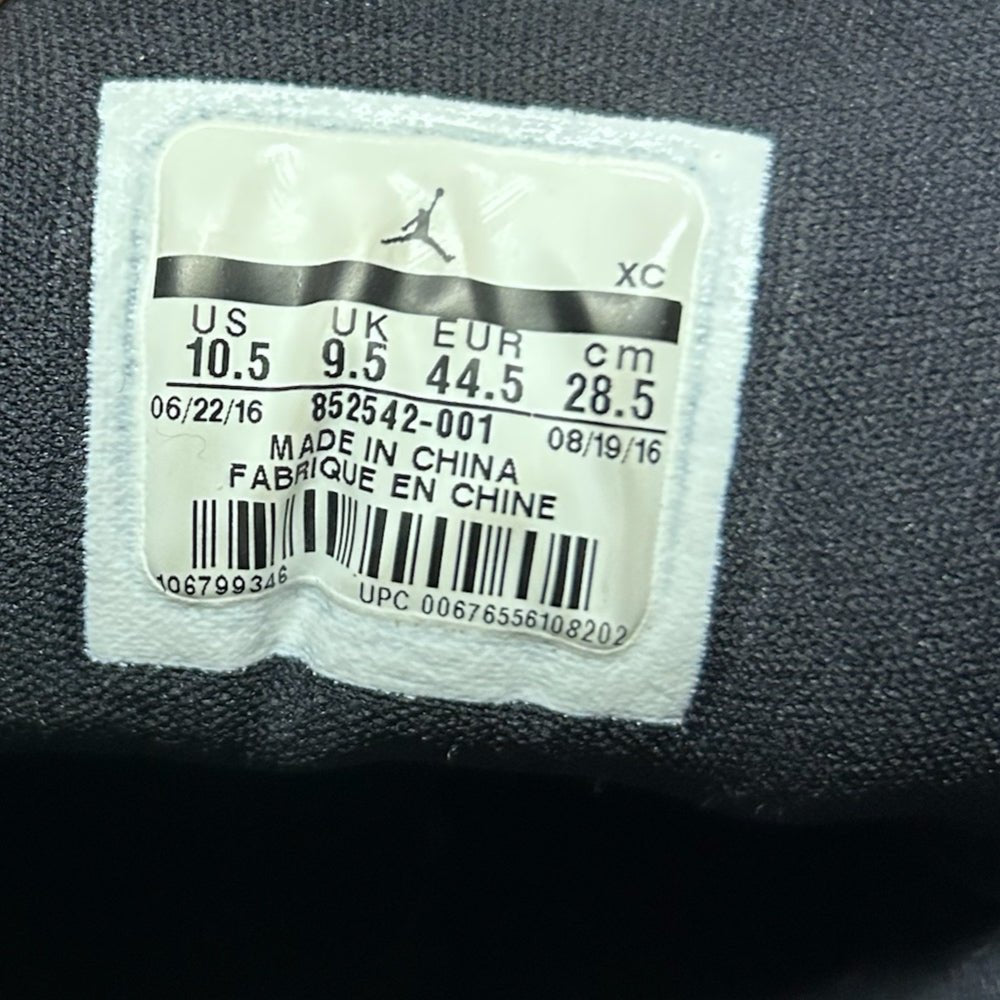 XC
US UK EUR cm
10.5 9.5 44.5 28.5
06/22/16 852542-001 08/19/16
MADE IN CHINA
FABRIQUE EN CHINE
106799346 UPC 00676556108202